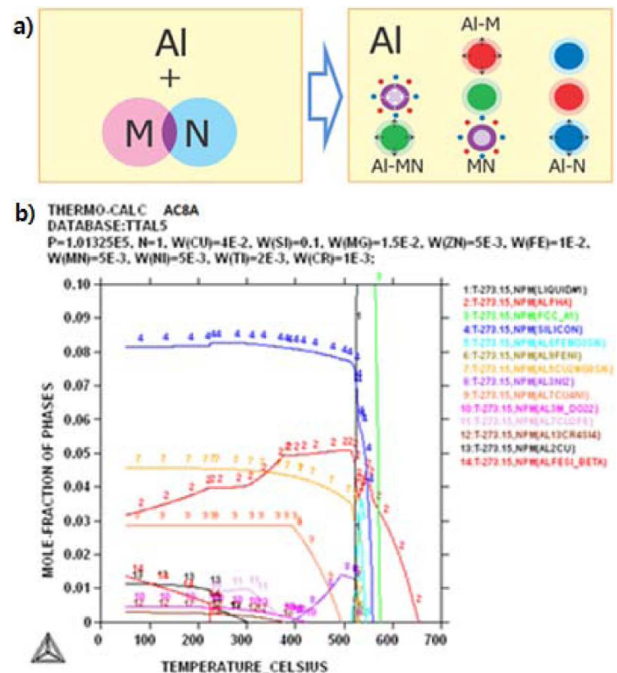 a)
Al
+
M N
Al
Al-M
Al-MN
MN
Al-N
b)
THERMO-CALC AC8A
DATABASE:TTAL5
P=1.01325E5, N=1, W(CU)=4E-2, W(SI)=0.1, W(MG)=1.5E-2, W(ZN)=5E-3, W(FE)=1E-2,
W(MN)=5E-3, W(NI)=5E-3, W(TI)=2E-3, W(CR)=1E-3;
1:T-273.15,NPM(LIQUID#1)
2:T-273.15,NPM(ALPHA)
3:T-273.15,NPM(FCC_A1)
4:T-273.15,NPM(SILICON)
6:T-273.15,NPM(AL9FENI)
8:T-273.15,NPM(AL3NI2)
9:T-273.15,NPM(AL7CU4NI)
10:T-273.15,NPM(AL3M_DO22)
12:T-273.15,NPM(AL13CR4SI4)
13:T-273.15,NPM(AL2CU)
14:T-273.15,NPM(ALFESI_BETA)
MOLE-FRACTION OF PHASES
0.10
0.09
0.08
0.07
0.06
0.05
0.04
0.03
0.02
0.01
0
0 100 200 300 400 500 600 700
TEMPERATURE_CELSIUS